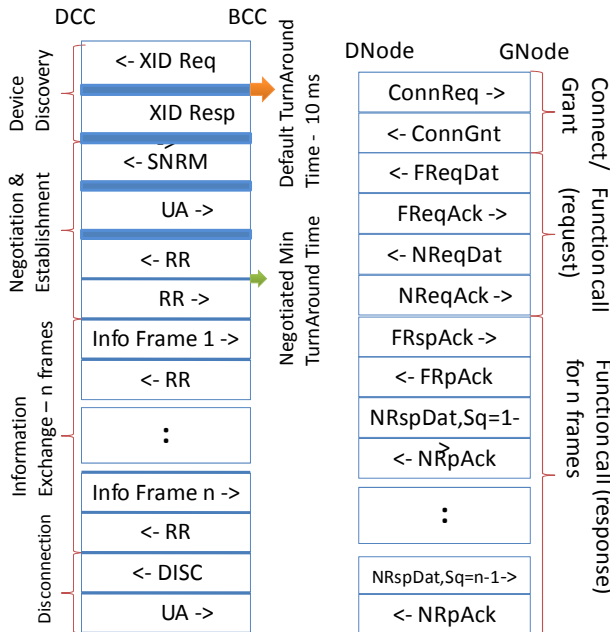 DCC
BCC
Device
Discovery
<- XID Req
XID Resp
->
Negotiation &
Establishment
<- SNRM
UA ->
<- RR
RR ->
Information
Exchange – n frames
Info Frame 1 ->
<- RR
:
Info Frame n ->
<- RR
Disconnection
<- DISC
UA ->
Default TurnAround
Time - 10 ms
Negotiated Min
TurnAround Time
DNode
GNode
ConnReq ->
<- ConnGnt
<- FReqDat
FReqAck ->
<- NReqDat
NReqAck ->
FRspAck ->
<- FRpAck
NRspDat,Sq=1-
>
<- NRpAck
:
NRspDat,Sq=n-1->
<- NRpAck
Connect/
Grant
Function call
(request)
Function call (response)
for n frames